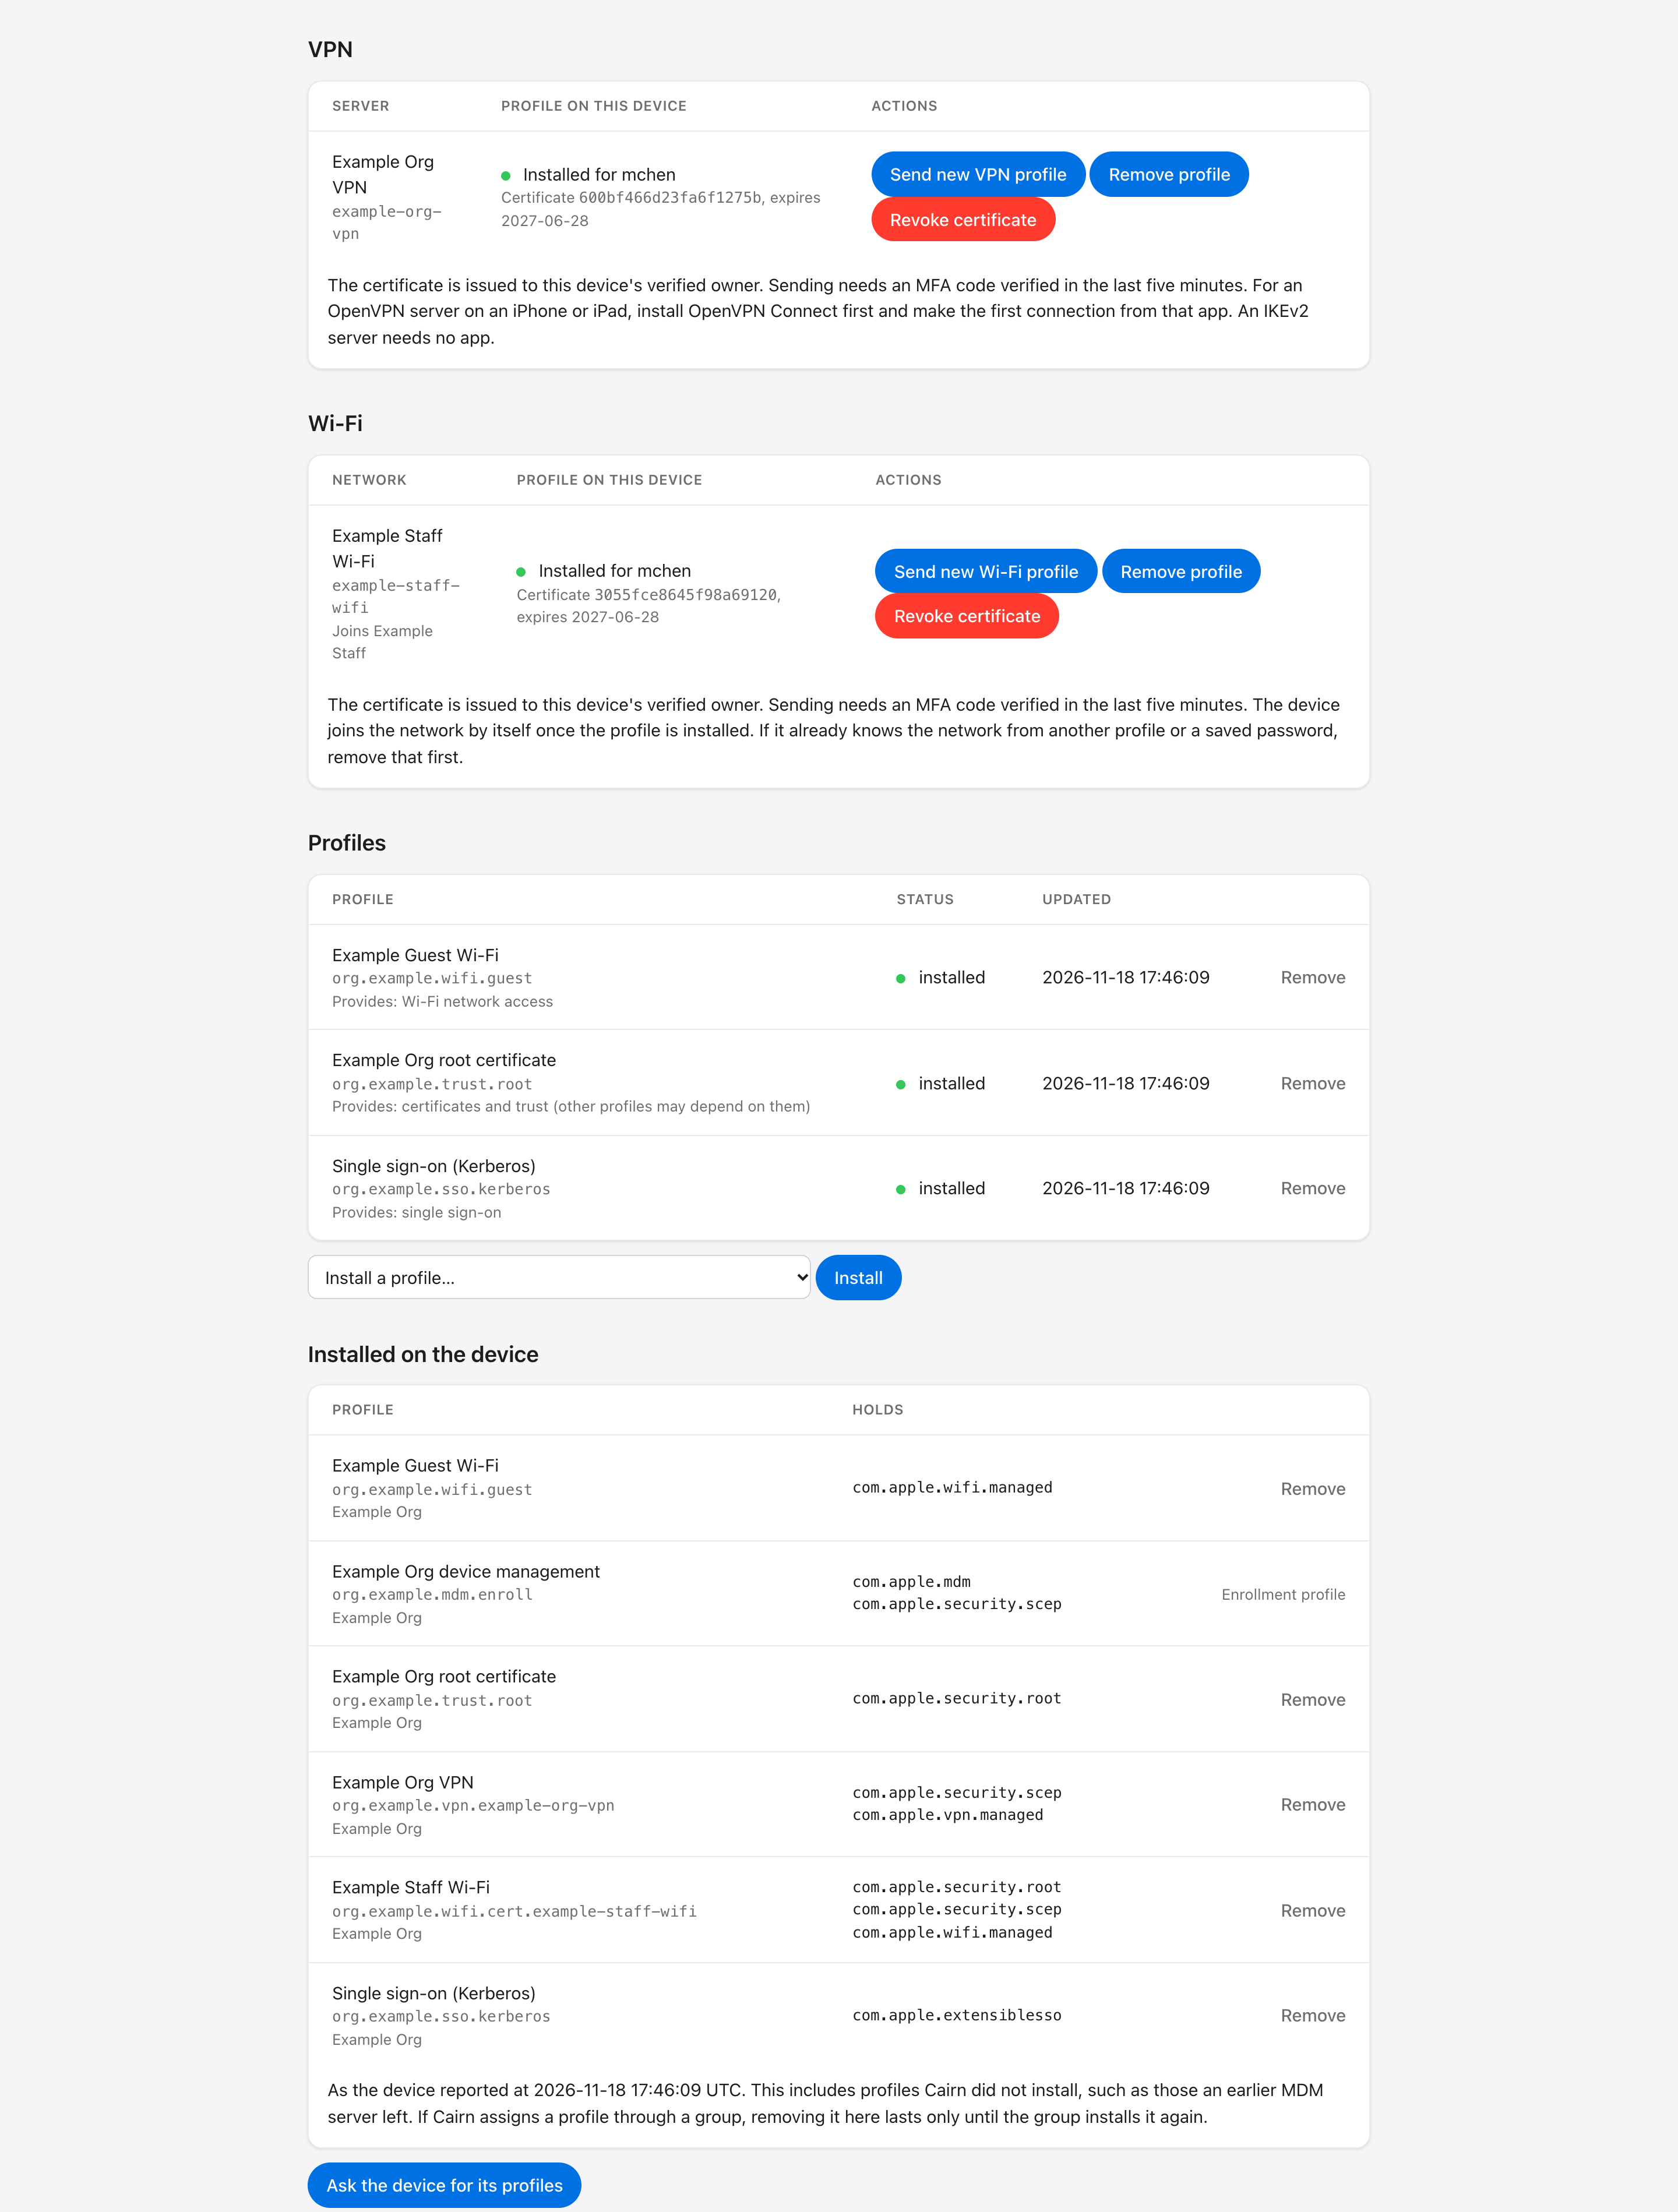 VPN
SERVER PROFILE ON THIS DEVICE ACTIONS
Example Org
VPN
example-org-
vpn
Installed for mchen
Certificate 600bf466d23fa6f1275b, expires
2027-06-28
Send new VPN profile Remove profile
Revoke certificate
The certificate is issued to this device's verified owner. Sending needs an MFA code verified in the last five minutes. For an
OpenVPN server on an iPhone or iPad, install OpenVPN Connect first and make the first connection from that app. An IKEv2
server needs no app.
Wi-Fi
NETWORK PROFILE ON THIS DEVICE ACTIONS
Example Staff
Wi-Fi
example-staff-
wifi
Joins Example
Staff
Installed for mchen
Certificate 3055fce8645f98a69120,
expires 2027-06-28
Send new Wi-Fi profile Remove profile
Revoke certificate
The certificate is issued to this device's verified owner. Sending needs an MFA code verified in the last five minutes. The device
joins the network by itself once the profile is installed. If it already knows the network from another profile or a saved password,
remove that first.
Profiles
PROFILE STATUS UPDATED
Example Guest Wi-Fi
org.example.wifi.guest
Provides: Wi-Fi network access
installed 2026-11-18 17:46:09 Remove
Example Org root certificate
org.example.trust.root
Provides: certificates and trust (other profiles may depend on them)
installed 2026-11-18 17:46:09 Remove
Single sign-on (Kerberos)
org.example.sso.kerberos
Provides: single sign-on
installed 2026-11-18 17:46:09 Remove
Install a profile... Install
Installed on the device
PROFILE HOLDS
Example Guest Wi-Fi
org.example.wifi.guest
Example Org
com.apple.wifi.managed
Remove
Example Org device management
org.example.mdm.enroll
Example Org
com.apple.mdm
com.apple.security.scep
Enrollment profile
Example Org root certificate
org.example.trust.root
Example Org
com.apple.security.root
Remove
Example Org VPN
org.example.vpn.example-org-vpn
Example Org
com.apple.security.scep
com.apple.vpn.managed
Remove
Example Staff Wi-Fi
org.example.wifi.cert.example-staff-wifi
Example Org
com.apple.security.root
com.apple.security.scep
com.apple.wifi.managed
Remove
Single sign-on (Kerberos)
org.example.sso.kerberos
Example Org
com.apple.extensiblesso
Remove
As the device reported at 2026-11-18 17:46:09 UTC. This includes profiles Cairn did not install, such as those an earlier MDM
server left. If Cairn assigns a profile through a group, removing it here lasts only until the group installs it again.
Ask the device for its profiles